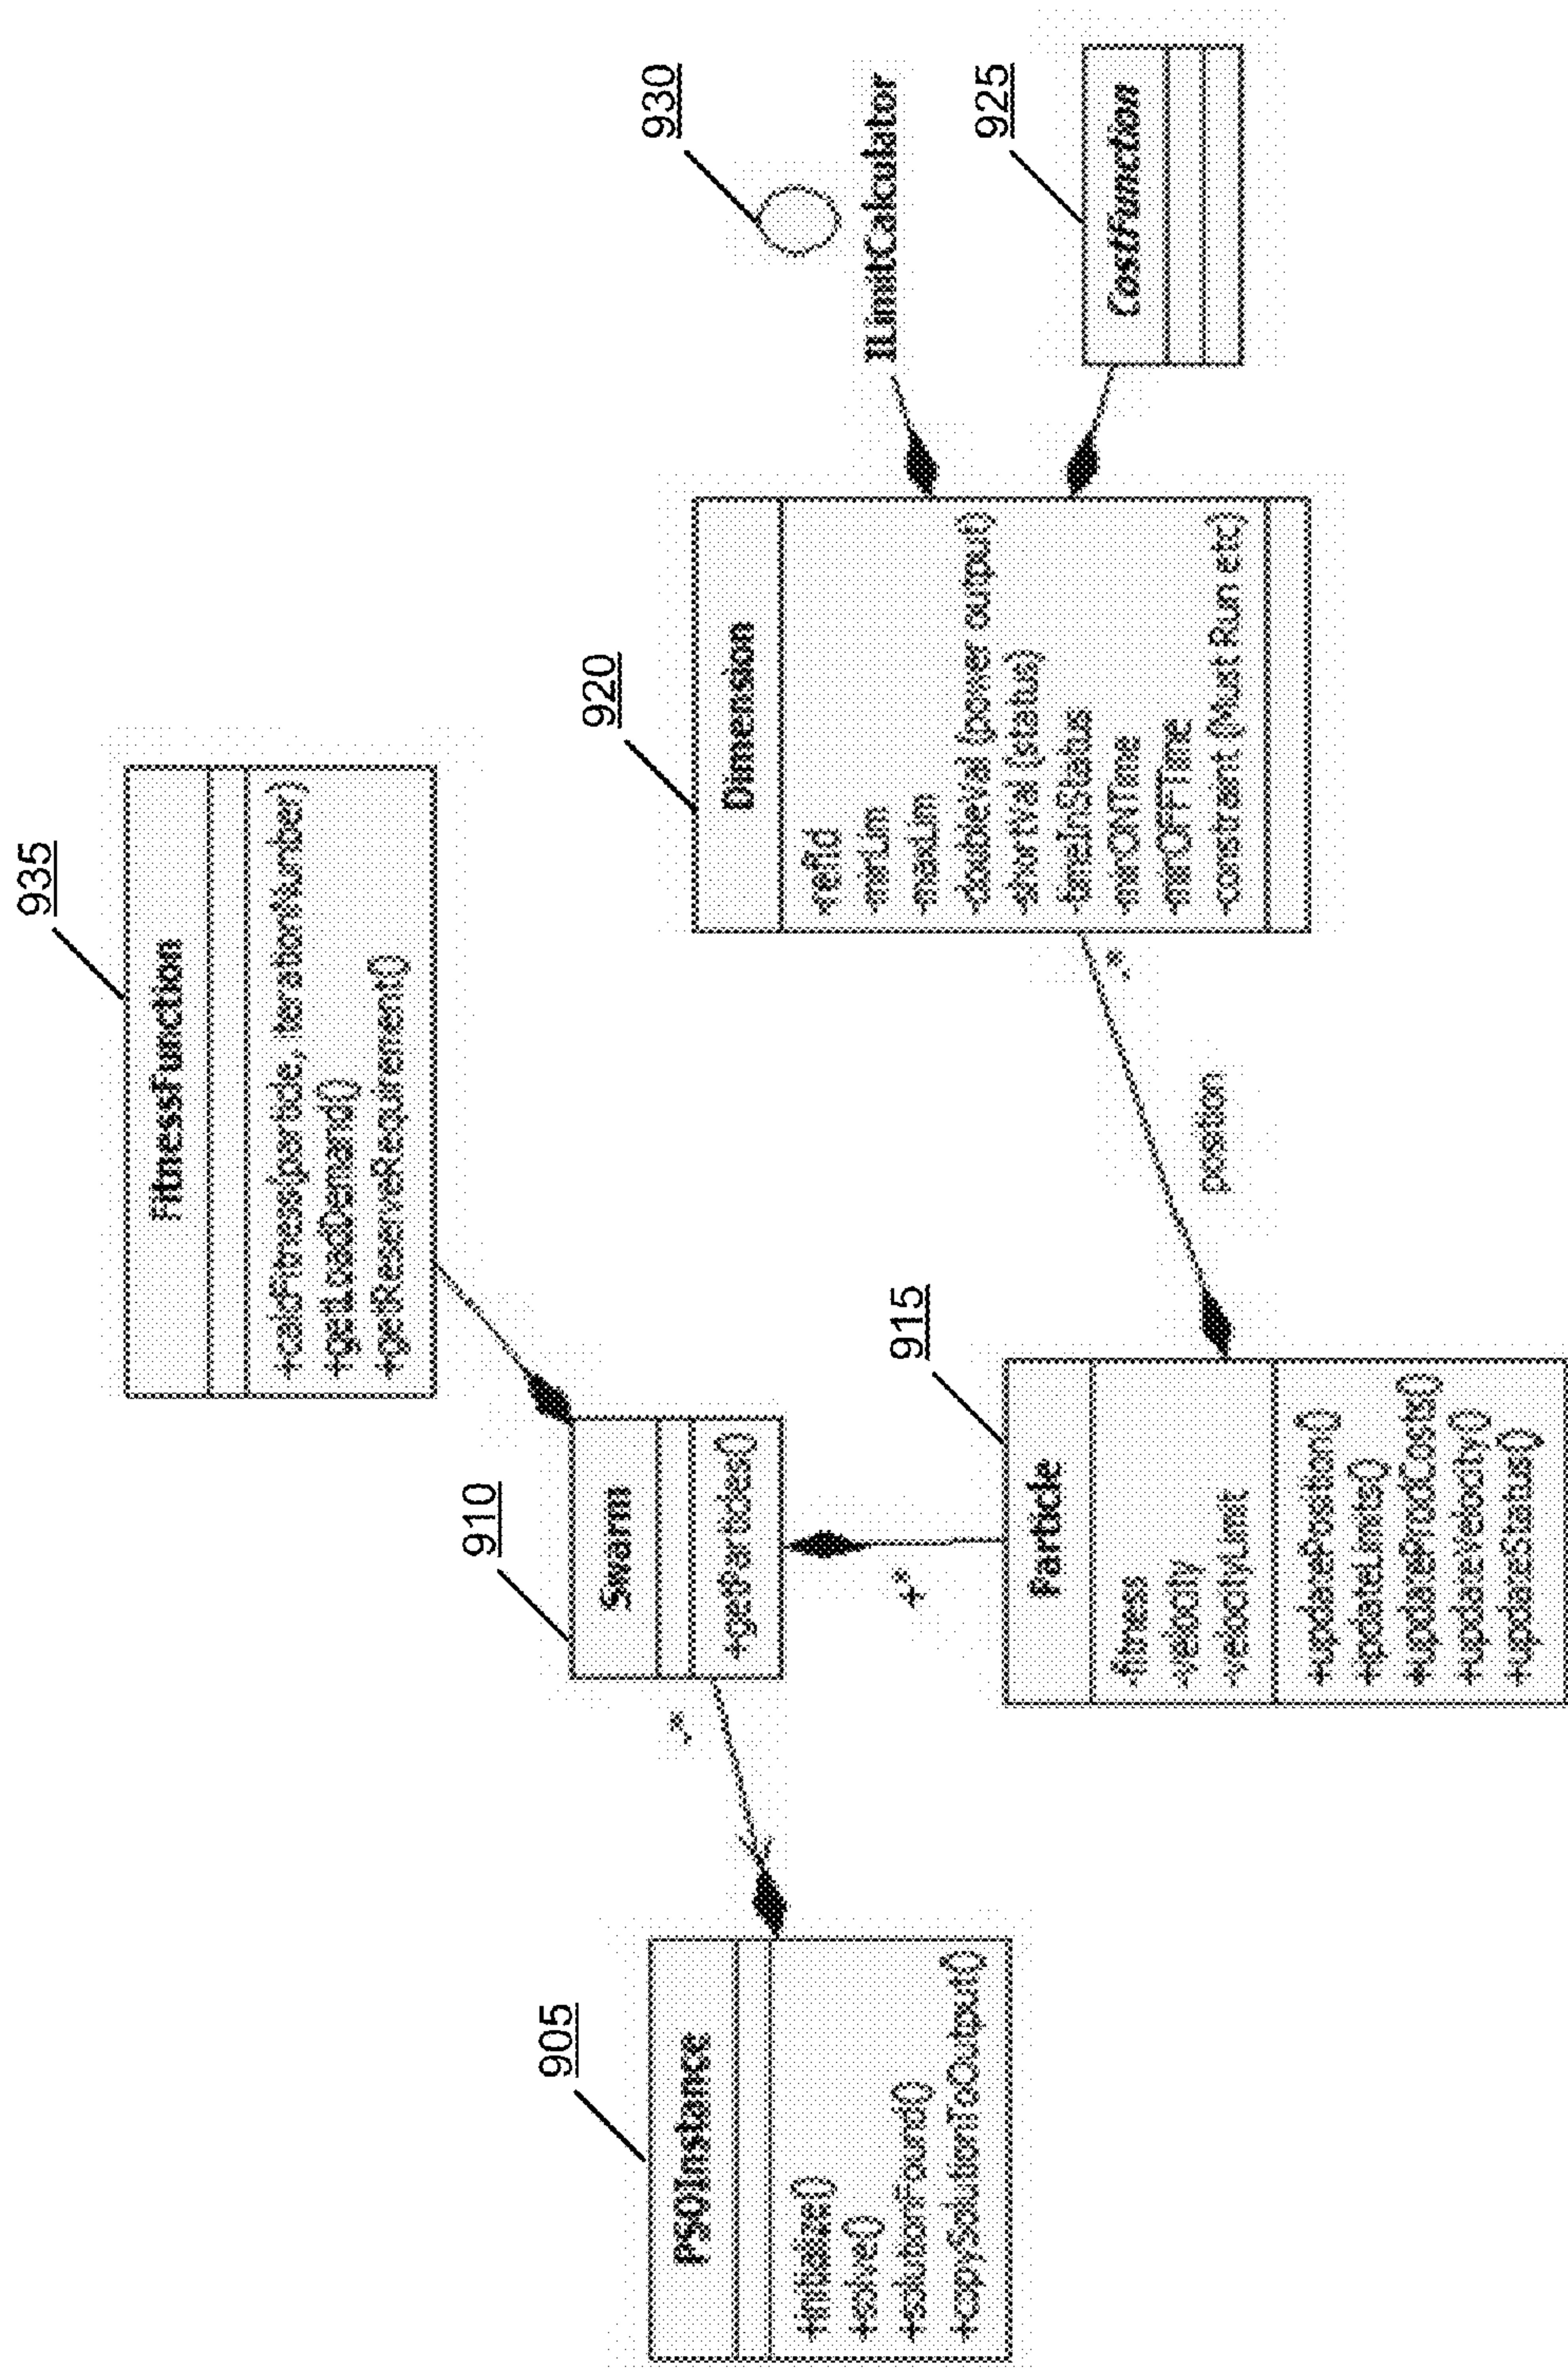 935
FitnessFunction
+calcFitness(particle, iterationNumber)
+getLoadDemand()
+getReserveRequirement()
930
ILimitCalculator
910
Swarm
+getParticles()
920
Dimension
-refId
-minLim
-maxLim
-doubleVal (power output)
-shortVal (status)
-timeInStatus
-minONTime
-minOFFTime
-constraint (Must Run etc)
925
CostFunction
905
PSOInstance
+initialize()
+solve()
+solutionFound()
+copySolutionToOutput()
915
Particle
-fitness
-velocity
-velocityLimit
+updatePosition()
+updateLimits()
+updateProdCosts()
+updateVelocity()
+updateStatus()
position